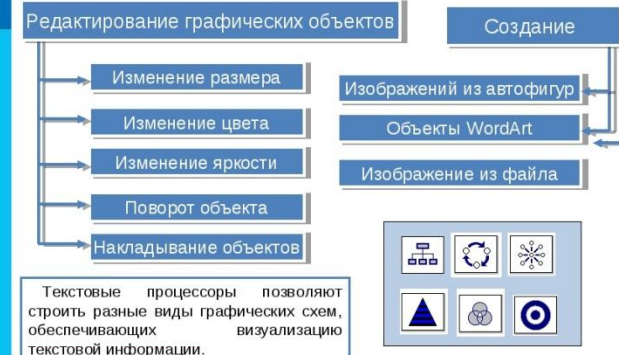 Редактирование графических объектов
Изменение размера
Изменение цвета
Изменение яркости
Поворот объекта
Накладывание объектов
Создание
Изображений из автофигур
Объекты WordArt
Изображение из файла
Текстовые процессоры позволяют
строить разные виды графических схем,
обеспечивающих визуализацию
текстовой информации.